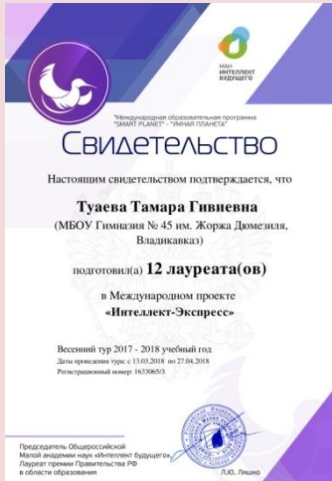 МАН
ИНТЕЛЛЕКТ
БУДУЩЕГО
"Международная образовательная программа
"SMART PLANET" - "УМНАЯ ПЛАНЕТА"
Свидетельство
Настоящим свидетельством подтверждается, что
Туаева Тамара Гивиевна
(МБОУ Гимназия № 45 им. Жоржа Дюмезиля,
Владикавказ)
подготовил(а) 12 лауреата(ов)
в Международном проекте
«Интеллект-Экспресс»
Весенний тур 2017 - 2018 учебный год
Даты проведения тура: с 13.03.2018 по 27.04.2018
Регистрационный номер: 1633065/3
Председатель Общероссийской
Малой академии наук «Интеллект будущего»,
Лауреат премии Правительства РФ
в области образования
Л.Ю. Ляшко